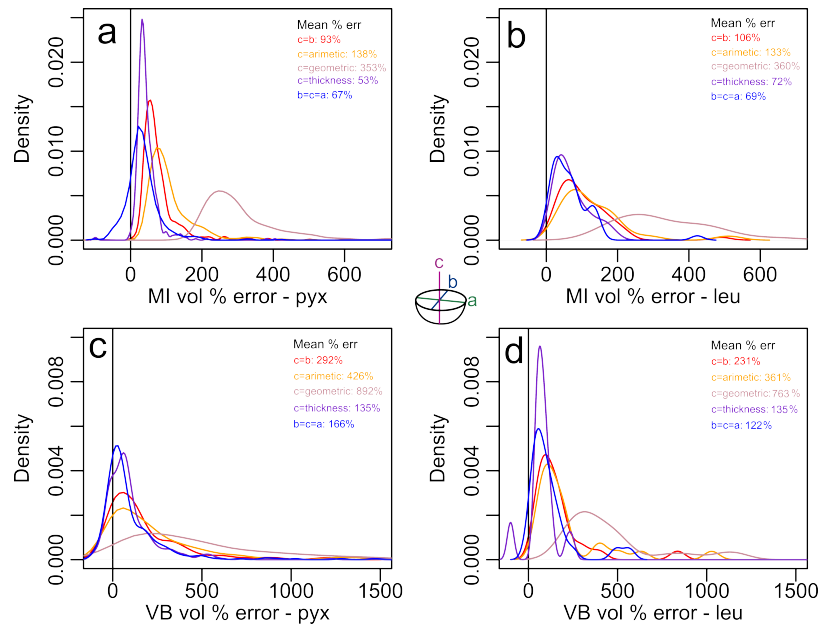 a
Mean % err
c=b: 93%
c=arimetic: 138%
c=geometric: 353%
c=thickness: 53%
b=c=a: 67%
Density
0.000
0.010
0.020
0 200 400 600
MI vol % error - pyx
b
Mean % err
c=b: 106%
c=arimetic: 133%
c=geometric: 360%
c=thickness: 72%
b=c=a: 69%
Density
0.000
0.010
0.020
0 200 400 600
MI vol % error - leu
c
b
a
c
Mean % err
c=b: 292%
c=arimetic: 426%
c=geometric: 892%
c=thickness: 135%
b=c=a: 166%
Density
0.000
0.004
0.008
0 500 1000 1500
VB vol % error - pyx
d
Mean % err
c=b: 231%
c=arimetic: 361%
c=geometric: 763 %
c=thickness: 135%
b=c=a: 122%
Density
0.000
0.004
0.008
0 500 1000 1500
VB vol % error - leu